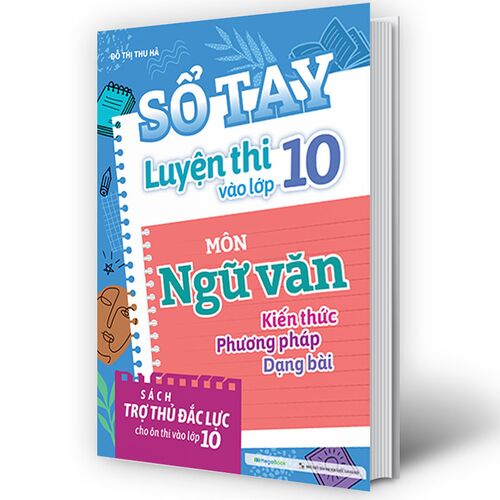 ĐỖ THỊ THU HÀ
SỔ TAY
Luyện thi
vào lớp 10
MÔN
Ngữ văn
Kiến thức
Phương pháp
Dạng bài
SÁCH
TRỢ THỦ ĐẮC LỰC
cho ôn thi vào lớp 10
MegaBook